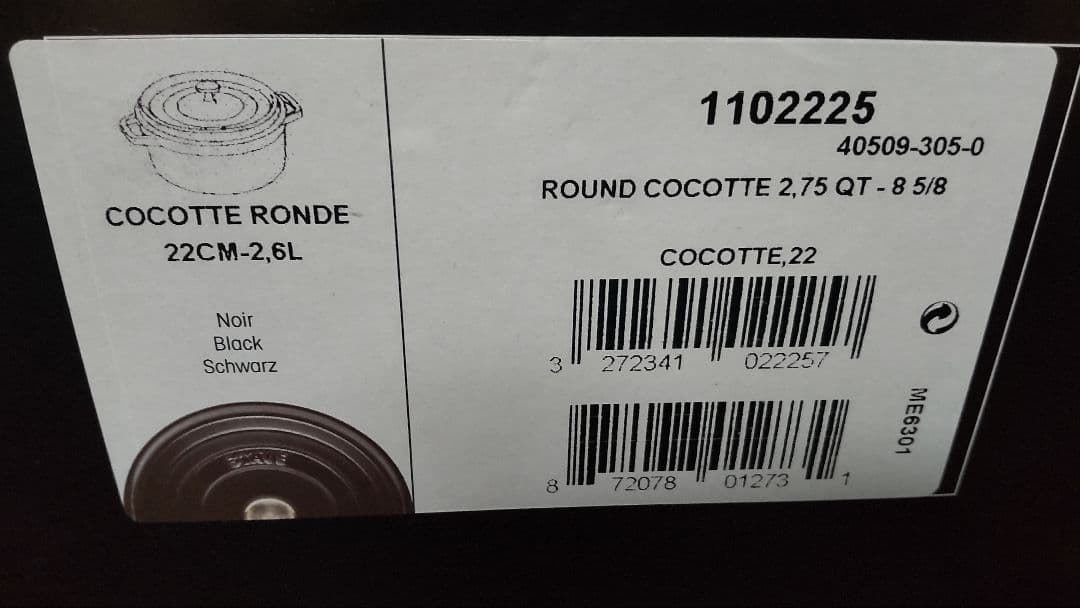 COCOTTE RONDE
22CM-2,6L
Noir
Black
Schwarz
STAUB
1102225
40509-305-0
ROUND COCOTTE 2,75 QT - 8 5/8
COCOTTE,22
3 272341 022257
8 72078 01273 1
ME6301